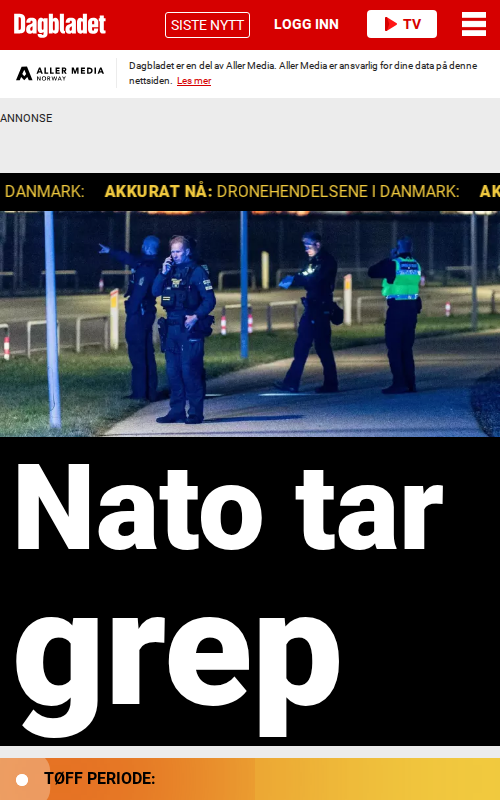 Dagbladet
SISTE NYTT
LOGG INN
TV
ALLER MEDIA
NORWAY
Dagbladet er en del av Aller Media. Aller Media er ansvarlig for dine data på denne
nettsiden. Les mer
ANNONSE
DANMARK: AKKURAT NÅ: DRONEHENDELSENE I DANMARK: AK
Nato tar
grep
TØFF PERIODE: